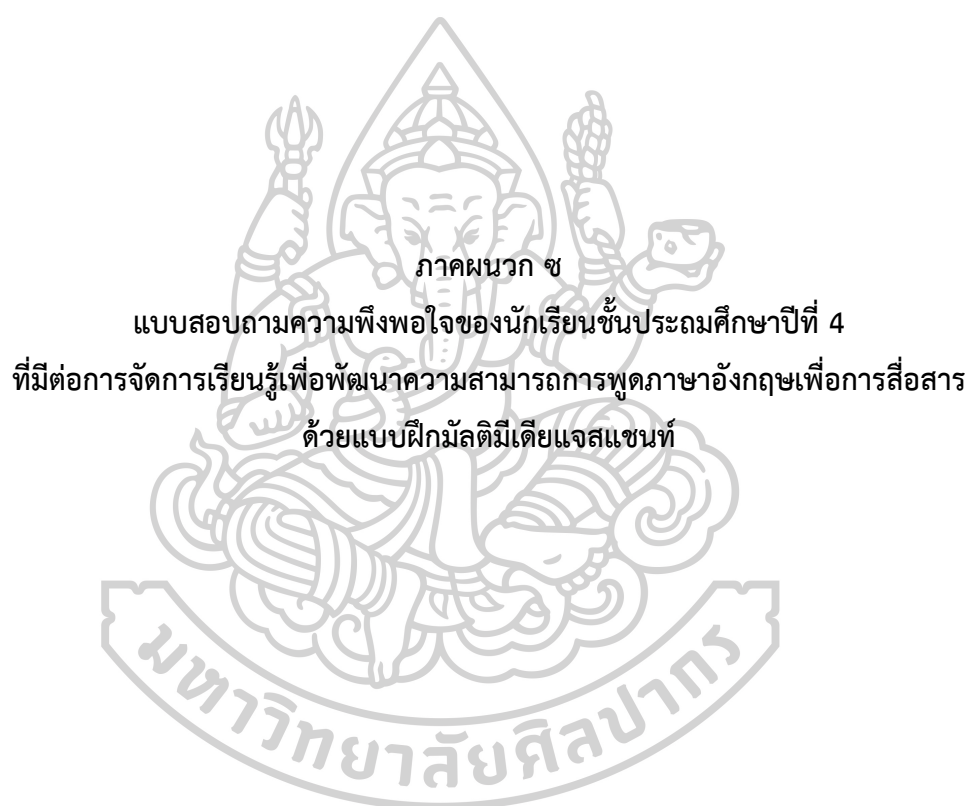 ภาคผนวก ซ
แบบสอบถามความพึงพอใจของนักเรียนชั้นประถมศึกษาปีที่ 4
ที่มีต่อการจัดการเรียนรู้เพื่อพัฒนาความสามารถการพูดภาษาอังกฤษเพื่อการสื่อสาร
ด้วยแบบฝึกมัลติมีเดียแจสแชนท์
มหาวิทยาลัยศิลปากร